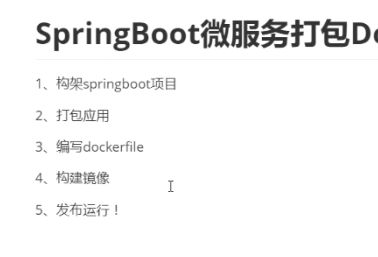 SpringBoot微服务打包Do
1、构架springboot项目
2、打包应用
3、编写dockerfile
4、构建镜像
5、发布运行！